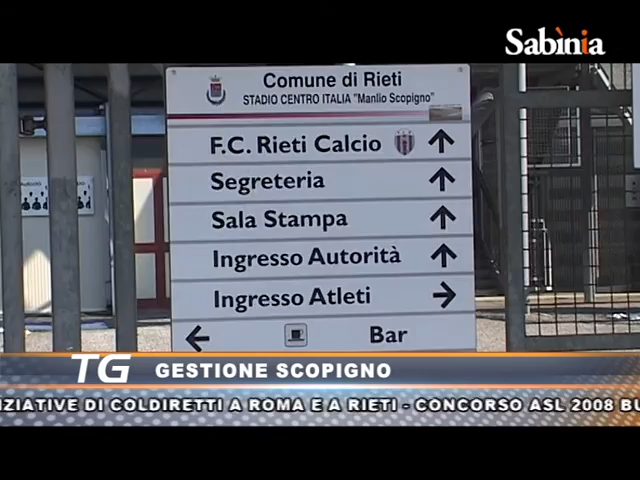 Sabìnia
Comune di Rieti
STADIO CENTRO ITALIA "Manlio Scopigno"
F.C. Rieti Calcio
Segreteria
Sala Stampa
Ingresso Autorità
Ingresso Atleti
Bar
TG GESTIONE SCOPIGNO
IZIATIVE DI COLDIRETTI A ROMA E A RIETI - CONCORSO ASL 2008 BU